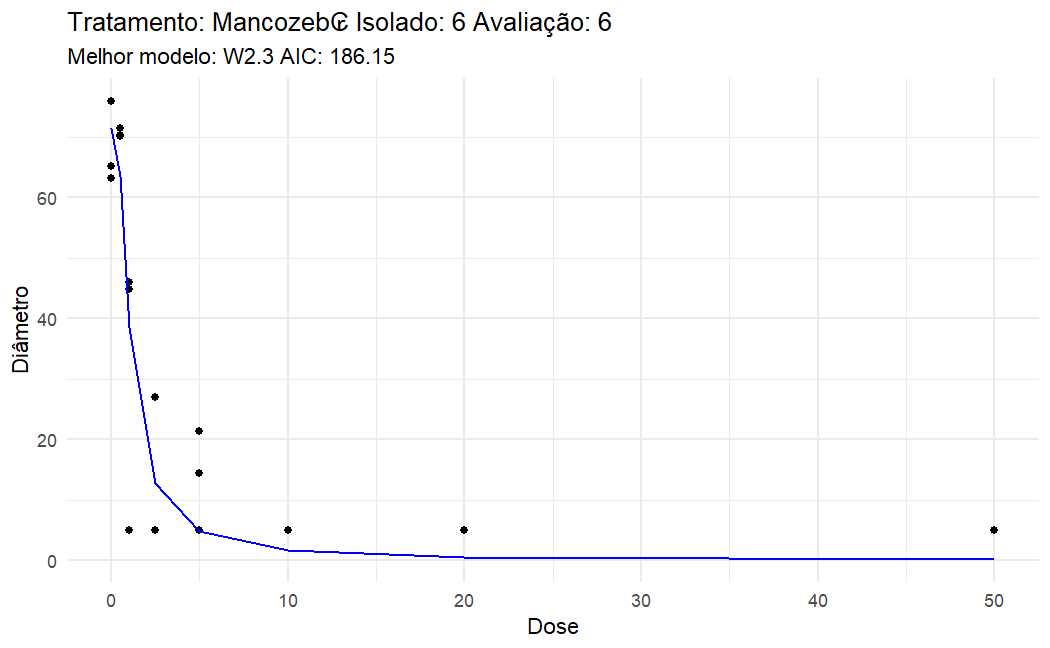 Tratamento: Mancozeb₢ Isolado: 6 Avaliação: 6
Melhor modelo: W2.3 AIC: 186.15
Diâmetro
60
40
20
0
0 10 20 30 40 50
Dose